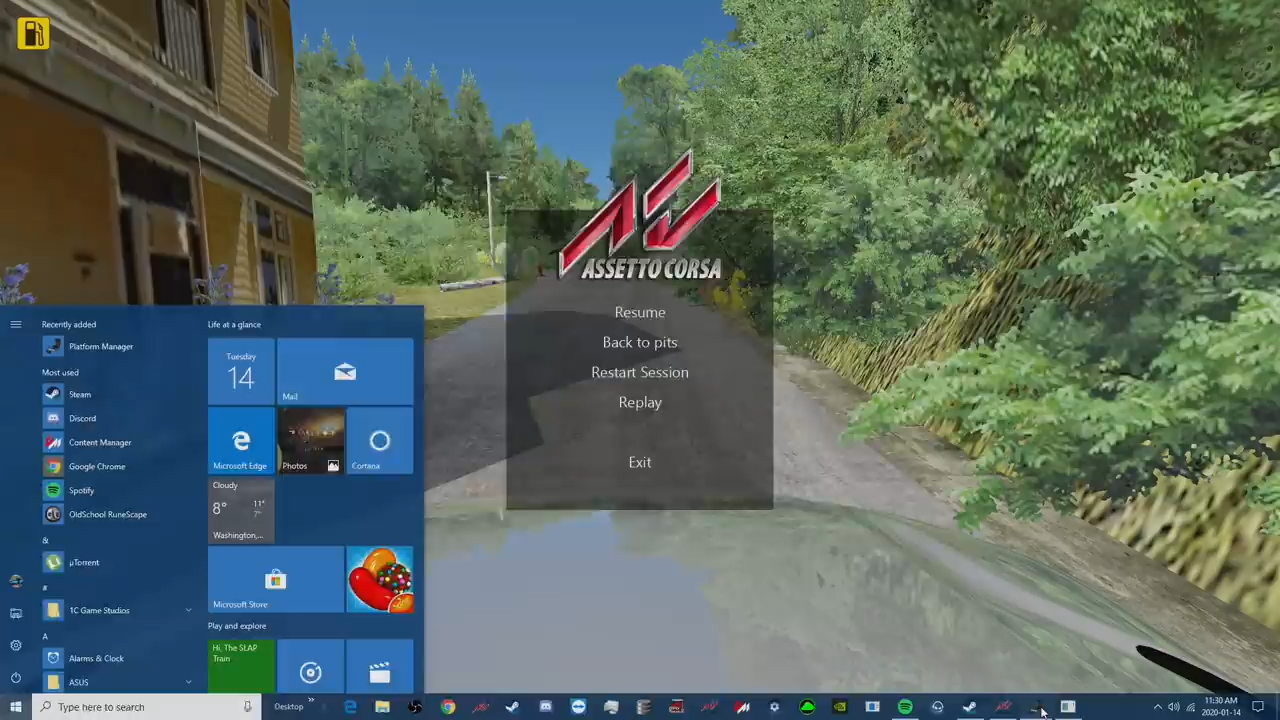 ASSETTO CORSA
Resume
Back to pits
Restart Session
Replay
Exit
Recently added
Platform Manager
Most used
Steam
Discord
Content Manager
Google Chrome
Spotify
OldSchool RuneScape
&
µTorrent
#
1C Game Studios
A
Alarms & Clock
ASUS
Life at a glance
Tuesday
14
Mail
Microsoft Edge
Photos
Cortana
Cloudy
8°
11°
7°
Washington,...
Microsoft Store
Play and explore
Hi, The SLAP
Train
Type here to search
Desktop
11:30 AM
2020-01-14